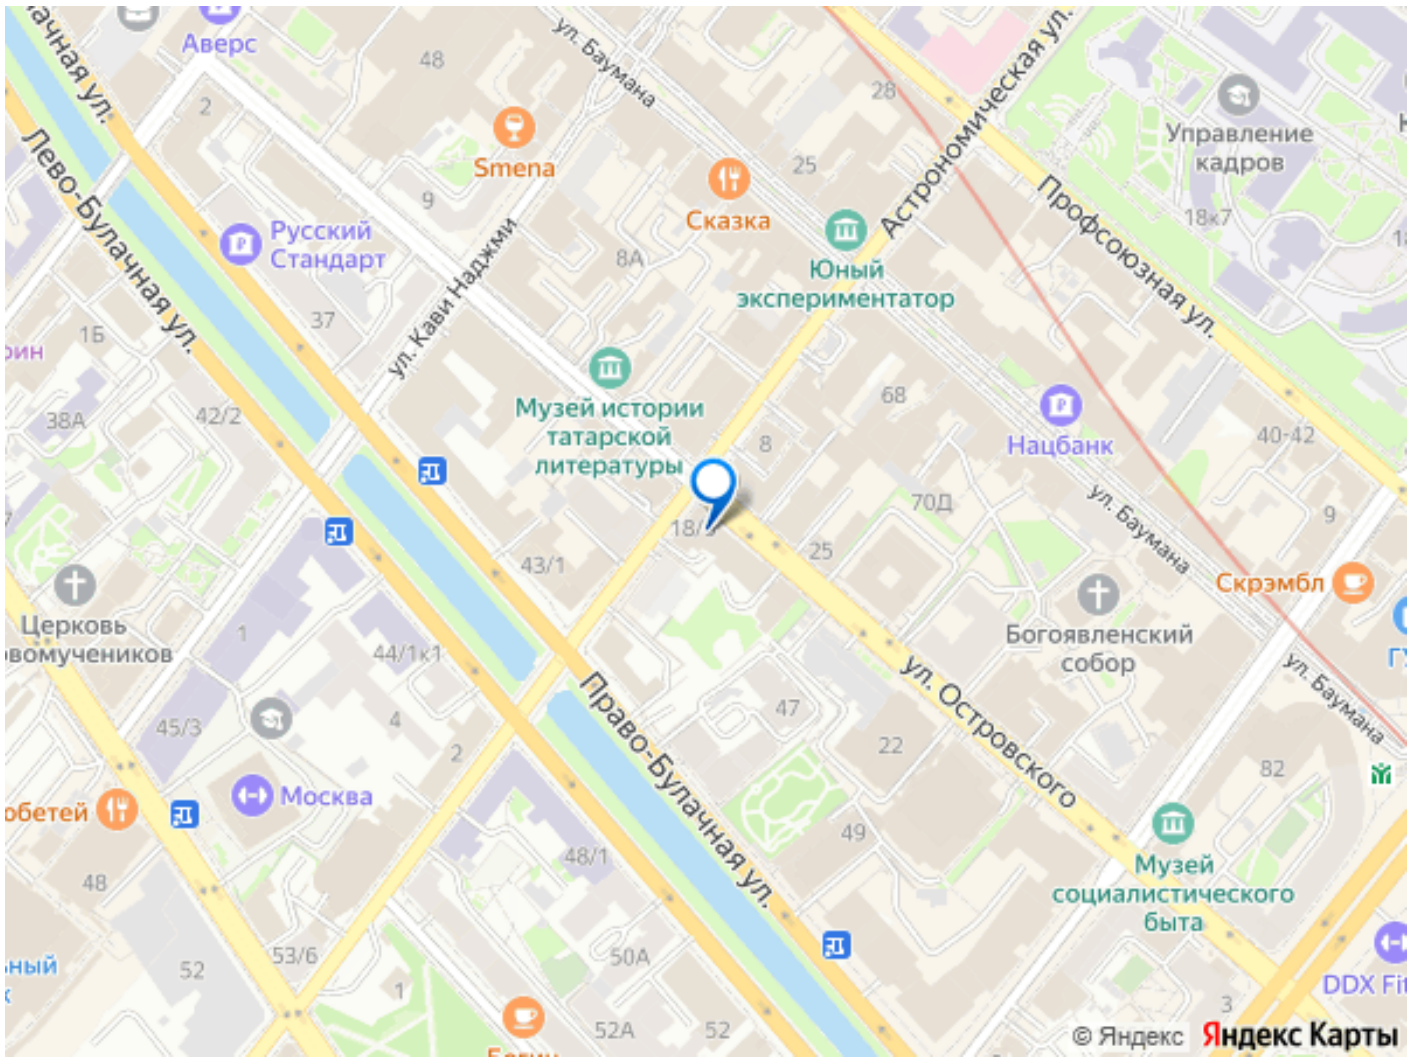 Аверс
48
ул. Баумана
Астрономическая ул.
28
Управление
кадров
2
Лево-Булачная ул.
Smena
25
Сказка
Профсоюзная ул.
18к7
9
Русский
Стандарт
8А
Юный
экспериментатор
ул. Кави Наджми
37
1Б
42/2
38А
Музей истории
татарской
литературы
68
8
Нацбанк
40-42
70Д
ул. Баумана
9
18/
25
43/1
Скрэмбл
Церковь
1
44/1к1
Богоявленский
собор
ул. Баумана
ул. Островского
Право-Булачная ул.
47
22
45/3
4
2
Москва
82
49
48/1
48
Музей
социалистического
быта
53/6
52
50А
1
52А
52
3
DDX Fit
© Яндекс Яндекс Карты